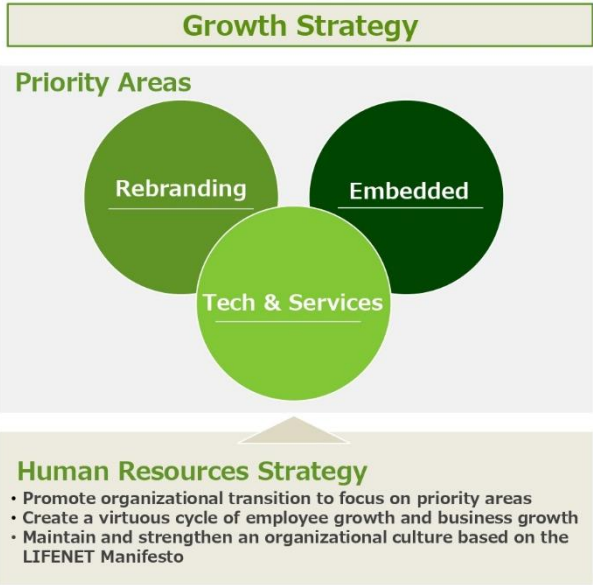 Growth Strategy
Priority Areas
Rebranding
Embedded
Tech & Services
Human Resources Strategy
• Promote organizational transition to focus on priority areas
• Create a virtuous cycle of employee growth and business growth
• Maintain and strengthen an organizational culture based on the
LIFENET Manifesto